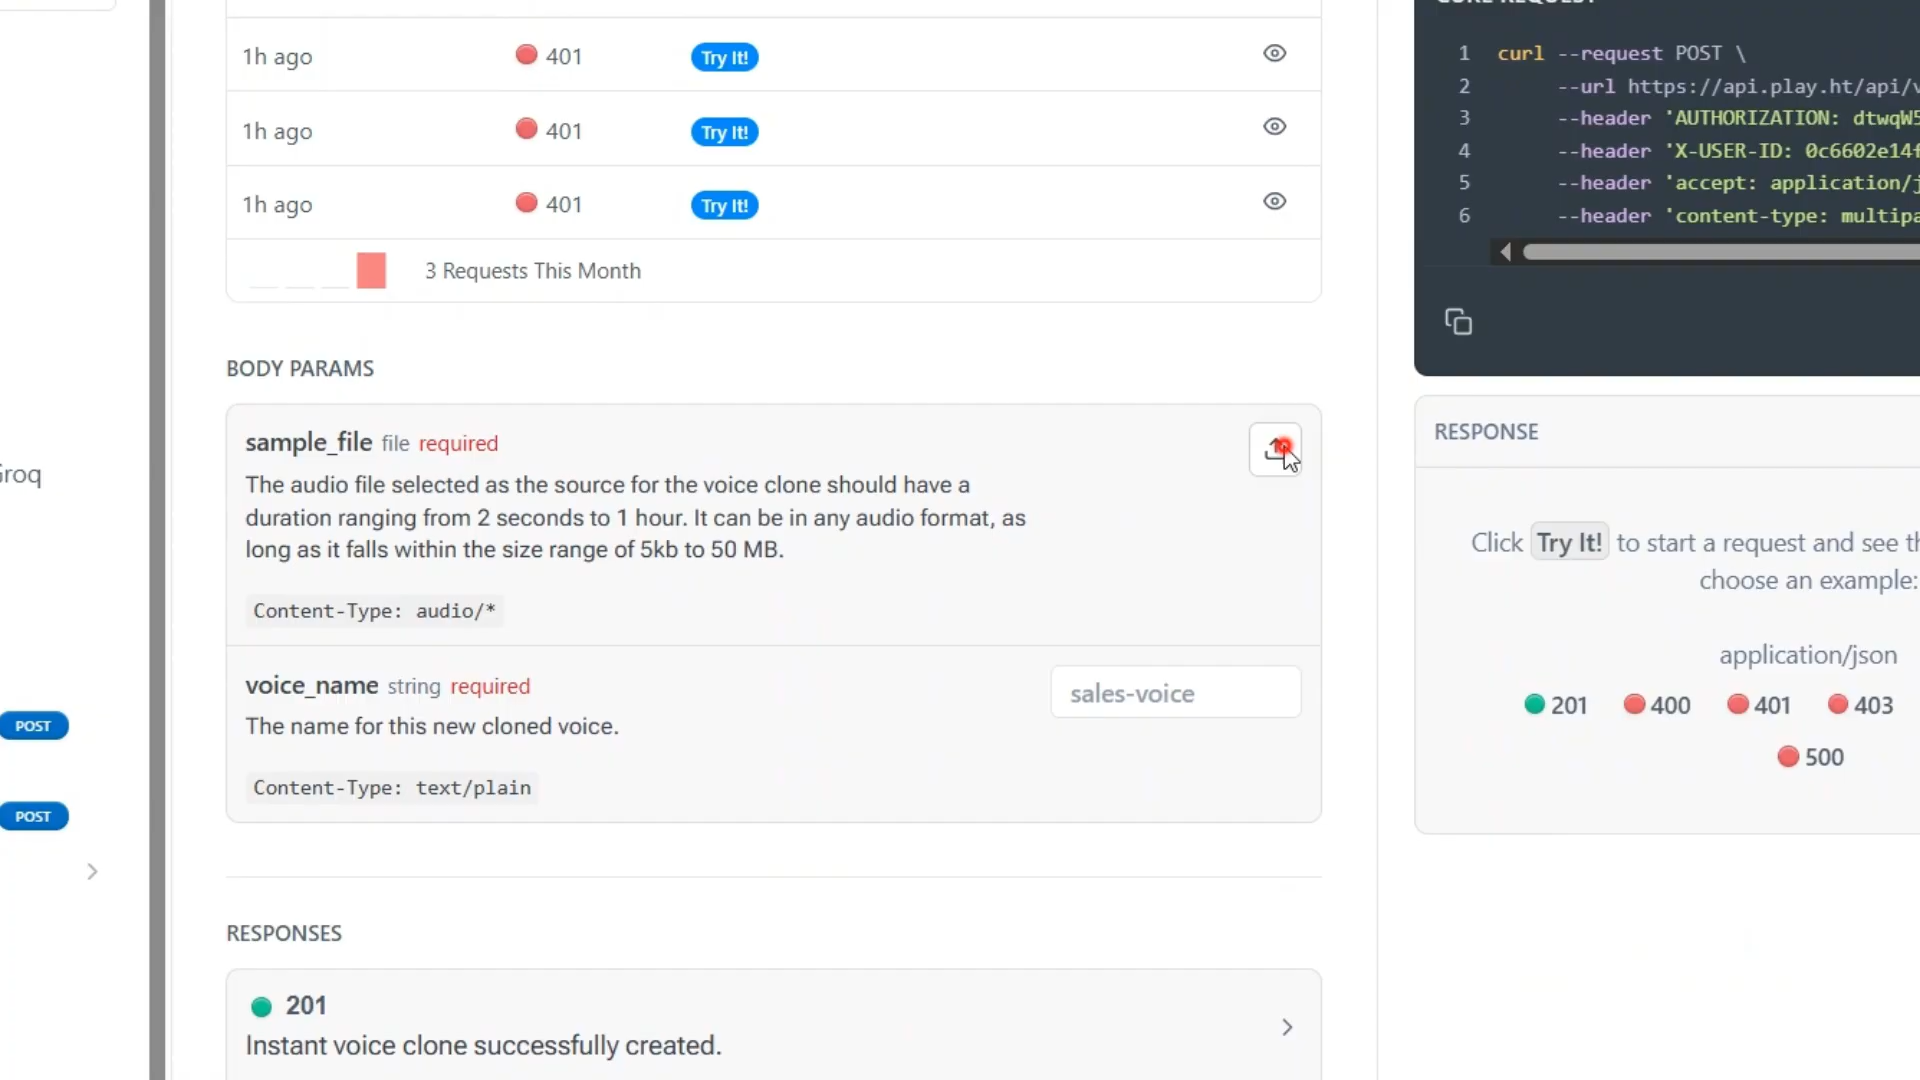 1h ago 401 Try It!
1h ago 401 Try It!
1h ago 401 Try It!
3 Requests This Month
BODY PARAMS
sample_file file required
The audio file selected as the source for the voice clone should have a
duration ranging from 2 seconds to 1 hour. It can be in any audio format, as
long as it falls within the size range of 5kb to 50 MB.
Content-Type: audio/*
voice_name string required
sales-voice
The name for this new cloned voice.
Content-Type: text/plain
RESPONSES
201
Instant voice clone successfully created.
POST
POST
1 curl --request POST \
2 --url https://api.play.ht/api/v
3 --header 'AUTHORIZATION: dtwqW5
4 --header 'X-USER-ID: 0c6602e14f
5 --header 'accept: application/j
6 --header 'content-type: multipa
RESPONSE
Click Try It! to start a request and see th
choose an example:
application/json
201 400 401 403
500